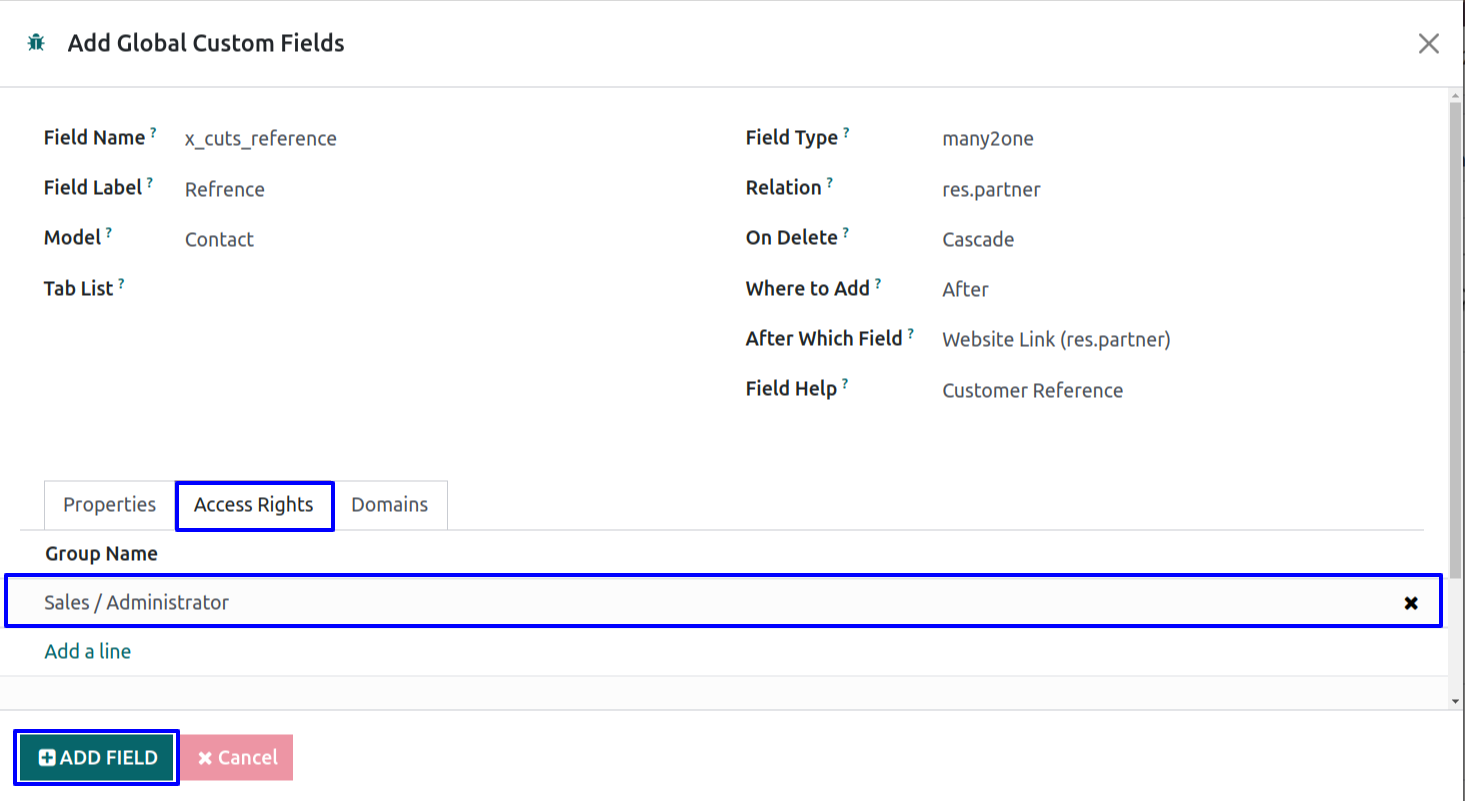 Add Global Custom Fields
Field Name ? x_cuts_reference
Field Label ? Refrence
Model ? Contact
Tab List ?
Field Type ? many2one
Relation ? res.partner
On Delete ? Cascade
Where to Add ? After
After Which Field ? Website Link (res.partner)
Field Help ? Customer Reference
Properties Access Rights Domains
Group Name
Sales / Administrator
Add a line
ADD FIELD Cancel